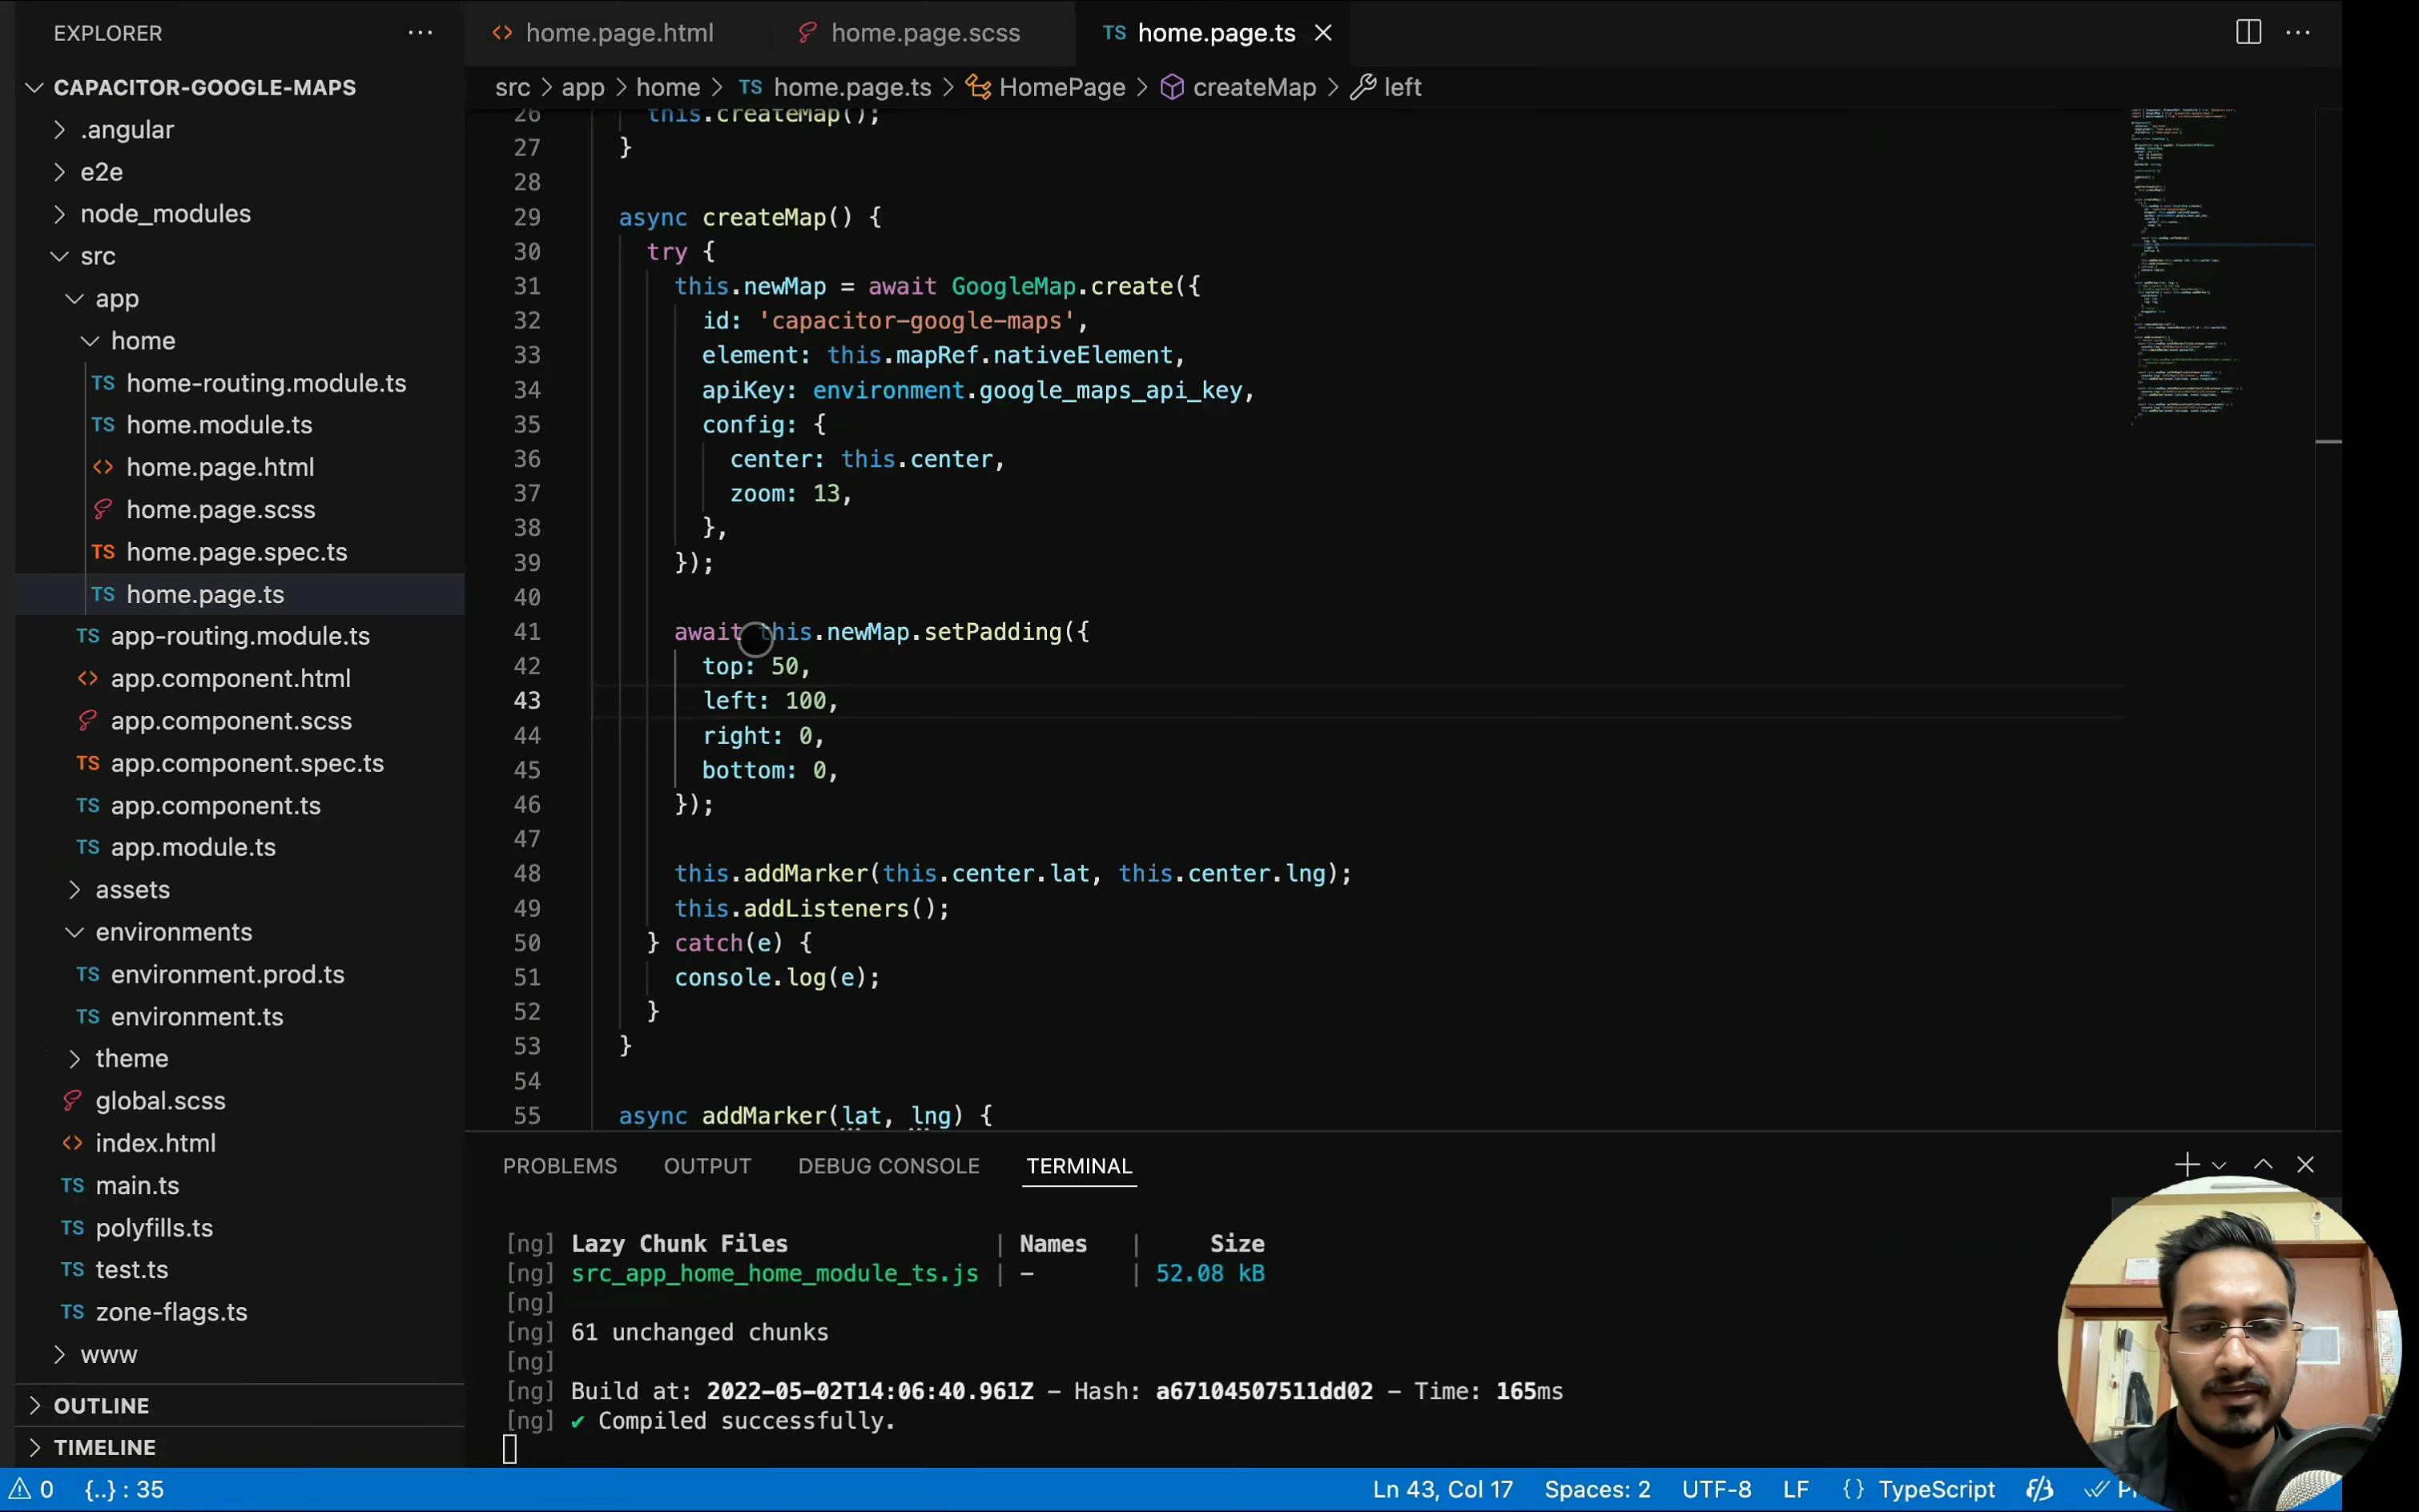 EXPLORER
CAPACITOR-GOOGLE-MAPS
.angular
e2e
node_modules
src
app
home
TS home-routing.module.ts
TS home.module.ts
home.page.html
home.page.scss
TS home.page.spec.ts
TS home.page.ts
TS app-routing.module.ts
app.component.html
app.component.scss
TS app.component.spec.ts
TS app.component.ts
TS app.module.ts
assets
environments
TS environment.prod.ts
TS environment.ts
theme
global.scss
index.html
TS main.ts
TS polyfills.ts
TS test.ts
TS zone-flags.ts
www
OUTLINE
TIMELINE
home.page.html home.page.scss TS home.page.ts
src > app > home > TS home.page.ts > HomePage > createMap > left
26 this.createMap();
27 }
28
29 async createMap() {
30 try {
31 this.newMap = await GoogleMap.create({
32 id: 'capacitor-google-maps',
33 element: this.mapRef.nativeElement,
34 apiKey: environment.google_maps_api_key,
35 config: {
36 center: this.center,
37 zoom: 13,
38 },
39 });
40
41 await this.newMap.setPadding({
42 top: 50,
43 left: 100,
44 right: 0,
45 bottom: 0,
46 });
47
48 this.addMarker(this.center.lat, this.center.lng);
49 this.addListeners();
50 } catch(e) {
51 console.log(e);
52 }
53 }
54
55 async addMarker(lat, lng) {
PROBLEMS OUTPUT DEBUG CONSOLE TERMINAL
[ng] Lazy Chunk Files | Names | Size
[ng] src_app_home_home_module_ts.js | – | 52.08 kB
[ng]
[ng] 61 unchanged chunks
[ng]
[ng] Build at: 2022-05-02T14:06:40.961Z – Hash: a67104507511dd02 – Time: 165ms
[ng] ✔ Compiled successfully.
0 {..} : 35 Ln 43, Col 17 Spaces: 2 UTF-8 LF {} TypeScript